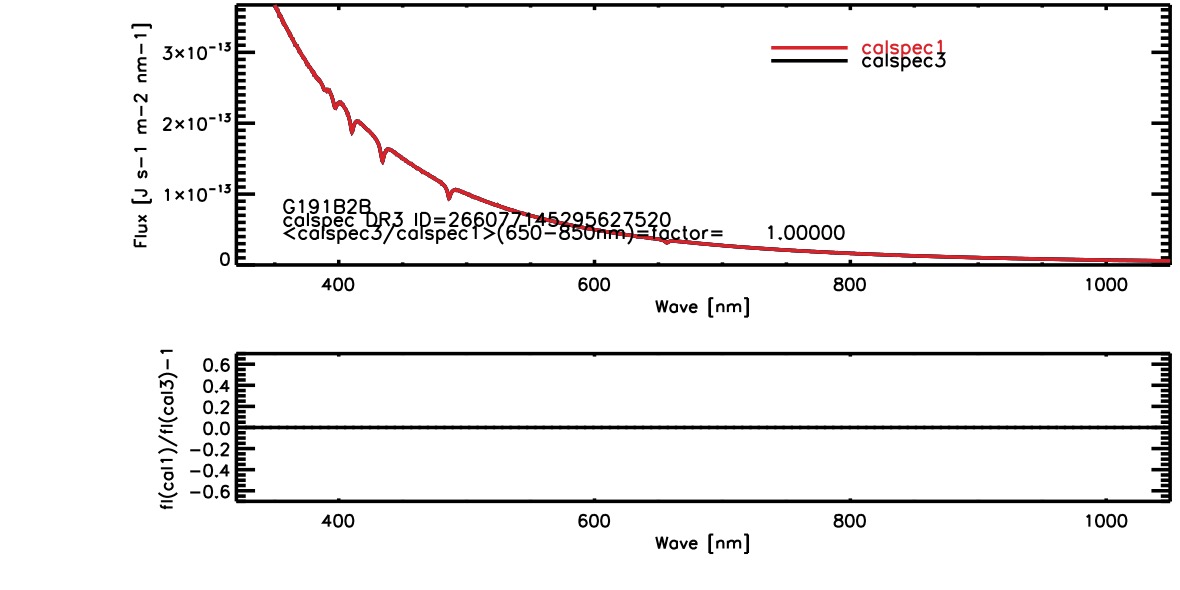 Flux [J s−1 m−2 nm−1]
3×10⁻¹³
2×10⁻¹³
1×10⁻¹³
0
calspec1
calspec3
G191B2B
calspec DR3 ID=266077145295627520
<calspec3/calspec1>(650−850nm)=factor= 1.00000
400 600 800 1000
Wave [nm]
fl(cal1)/fl(cal3)−1
0.6
0.4
0.2
0.0
−0.2
−0.4
−0.6
400 600 800 1000
Wave [nm]